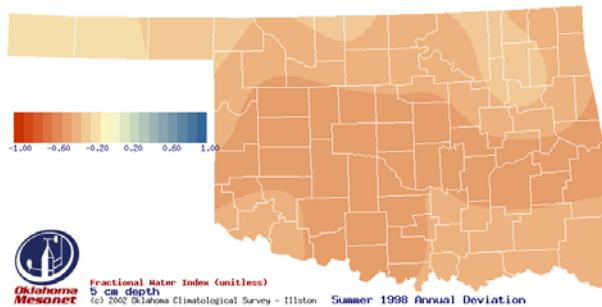 -1.00 -0.60 -0.20 0.20 0.60 1.00
Oklahoma
Mesonet
Fractional Water Index (unitless)
5 cm depth
(c) 2002 Oklahoma Climatological Survey - Illston
Summer 1998 Annual Deviation